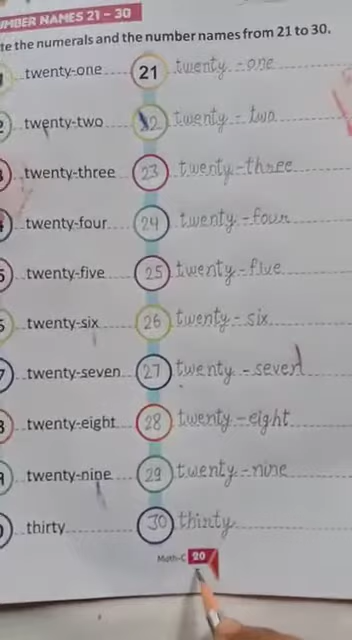 NUMBER NAMES 21 - 30
te the numerals and the number names from 21 to 30.
twenty-one 21 twenty-one
twenty-two 22 twenty-two
twenty-three 23 twenty-three
twenty-four 24 twenty-four
twenty-five 25 twenty-five
twenty-six 26 twenty-six
twenty-seven 27 twenty-seven
twenty-eight 28 twenty-eight
twenty-nine 29 twenty-nine
thirty 30 thirty
Math-C 20